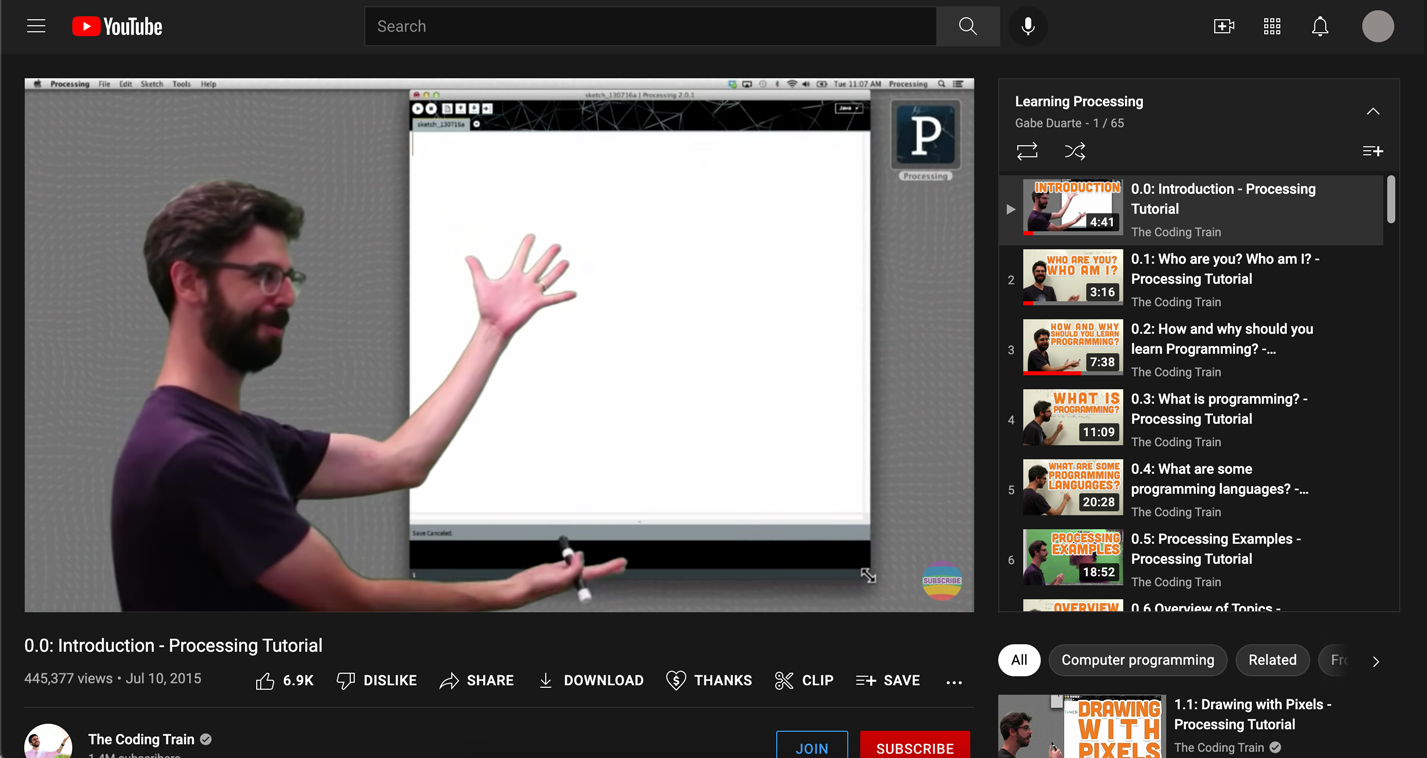 YouTube
Search
Processing File Edit Sketch Tools Help
Tue 11:07 AM Processing
sketch_130716a | Processing 2.0.1
Java
sketch_130716a
P
Processing
Save Canceled.
1
SUBSCRIBE
0.0: Introduction - Processing Tutorial
445,377 views • Jul 10, 2015
6.9K
DISLIKE
SHARE
DOWNLOAD
THANKS
CLIP
SAVE
The Coding Train
1.4M subscribers
JOIN
SUBSCRIBE
Learning Processing
Gabe Duarte - 1 / 65
INTRODUCTION
4:41
0.0: Introduction - Processing
Tutorial
The Coding Train
2
WHO ARE YOU?
WHO AM I?
3:16
0.1: Who are you? Who am I? -
Processing Tutorial
The Coding Train
3
HOW AND WHY
SHOULD YOU LEARN
PROGRAMMING?
7:38
0.2: How and why should you
learn Programming? -...
The Coding Train
4
WHAT IS
PROGRAMMING?
11:09
0.3: What is programming? -
Processing Tutorial
The Coding Train
5
WHAT ARE SOME
PROGRAMMING
LANGUAGES?
20:28
0.4: What are some
programming languages? -...
The Coding Train
6
PROCESSING
EXAMPLES
18:52
0.5: Processing Examples -
Processing Tutorial
The Coding Train
OVERVIEW
0.6 Overview of Topics -
All
Computer programming
Related
Fro
DRAWING
WITH
PIXELS
1.1: Drawing with Pixels -
Processing Tutorial
The Coding Train